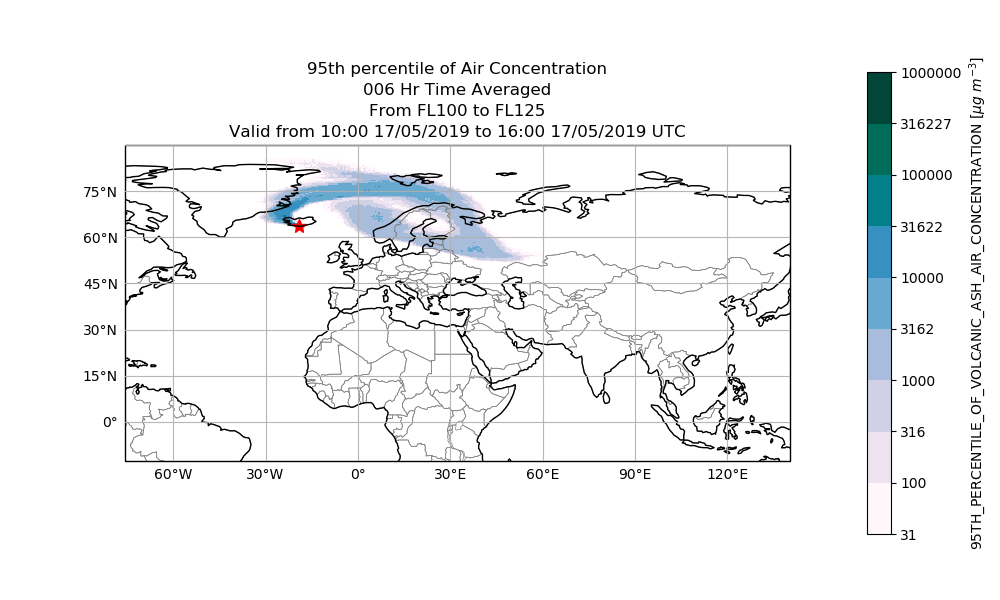 95th percentile of Air Concentration
006 Hr Time Averaged
From FL100 to FL125
Valid from 10:00 17/05/2019 to 16:00 17/05/2019 UTC
75°N
60°N
45°N
30°N
15°N
0°
60°W 30°W 0° 30°E 60°E 90°E 120°E
1000000
316227
100000
31622
10000
3162
1000
316
100
31
95TH_PERCENTILE_OF_VOLCANIC_ASH_AIR_CONCENTRATION [μg m⁻³]